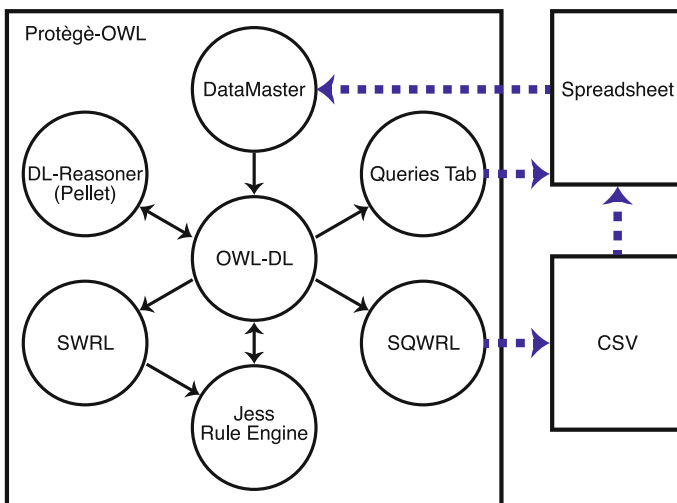 Protègè-OWL
DataMaster
Spreadsheet
DL-Reasoner
(Pellet)
Queries Tab
OWL-DL
SWRL
SQWRL
CSV
Jess
Rule Engine